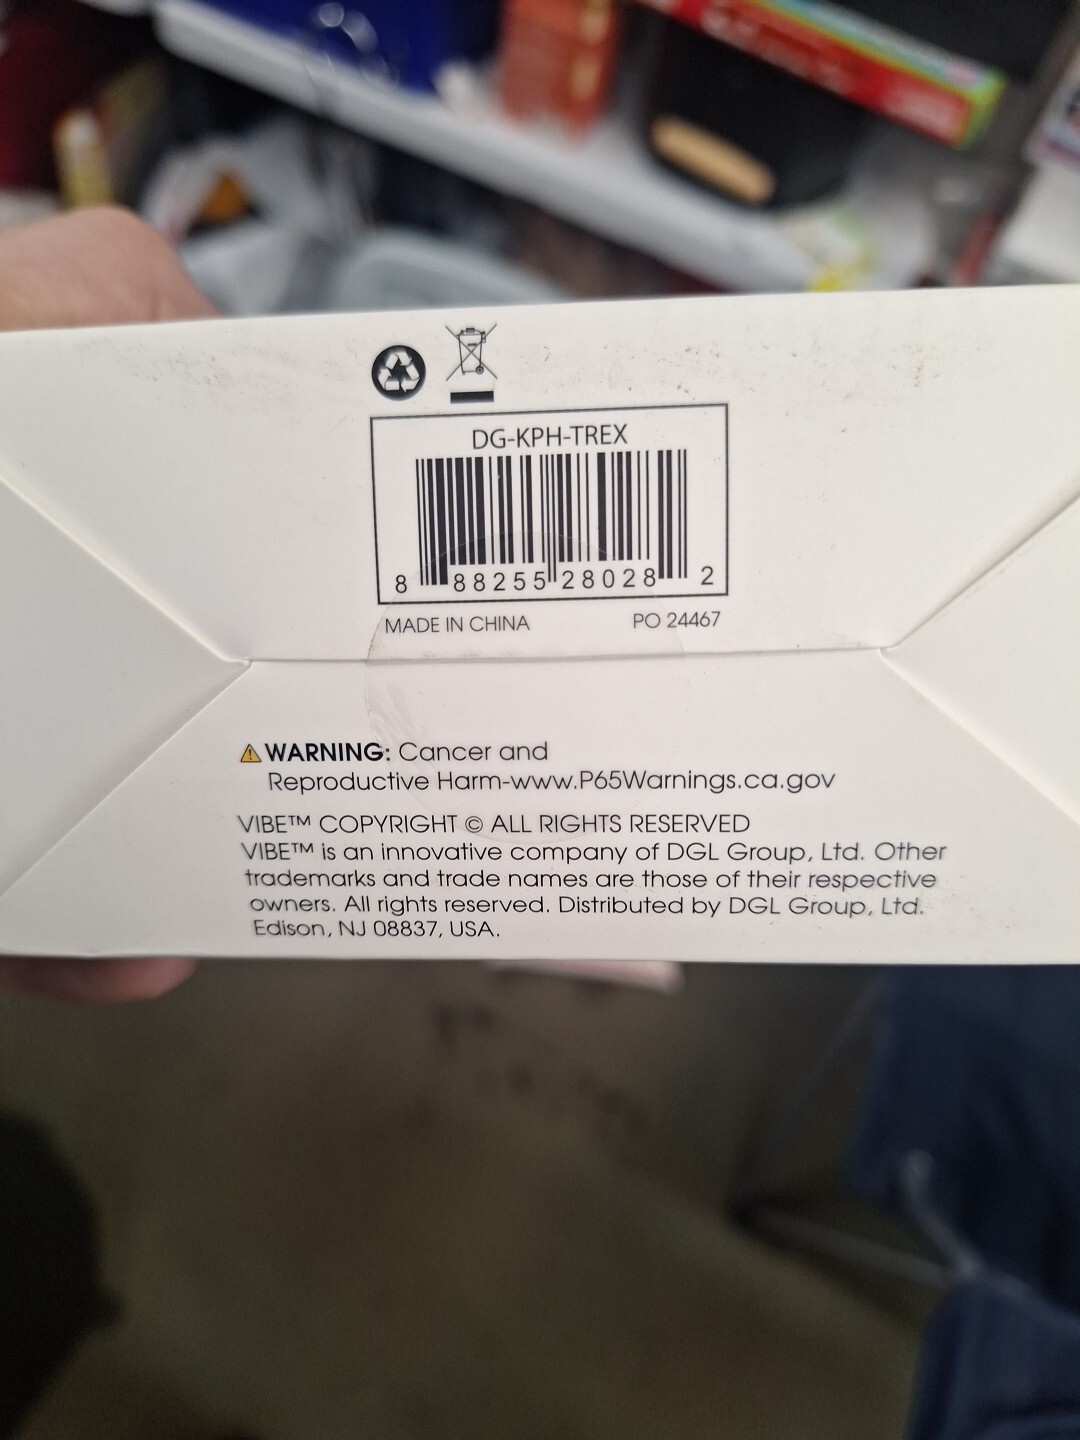 DG-KPH-TREX
8 88255 28028 2
MADE IN CHINA PO 24467
WARNING: Cancer and
Reproductive Harm-www.P65Warnings.ca.gov
VIBE™ COPYRIGHT © ALL RIGHTS RESERVED
VIBE™ is an innovative company of DGL Group, Ltd. Other
trademarks and trade names are those of their respective
owners. All rights reserved. Distributed by DGL Group, Ltd.
Edison, NJ 08837, USA.